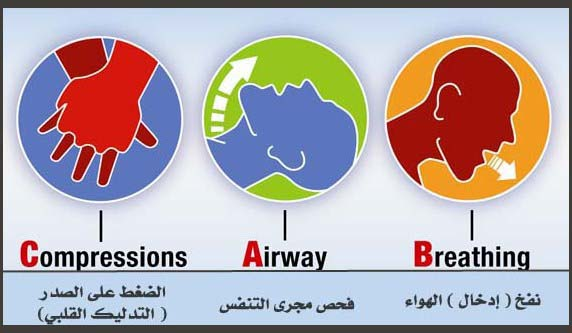 Compressions
Airway
Breathing
الضغط على الصدر
( التدليك القلبي)
فحص مجرى التنفس
نفخ ( إدخال ) الهواء